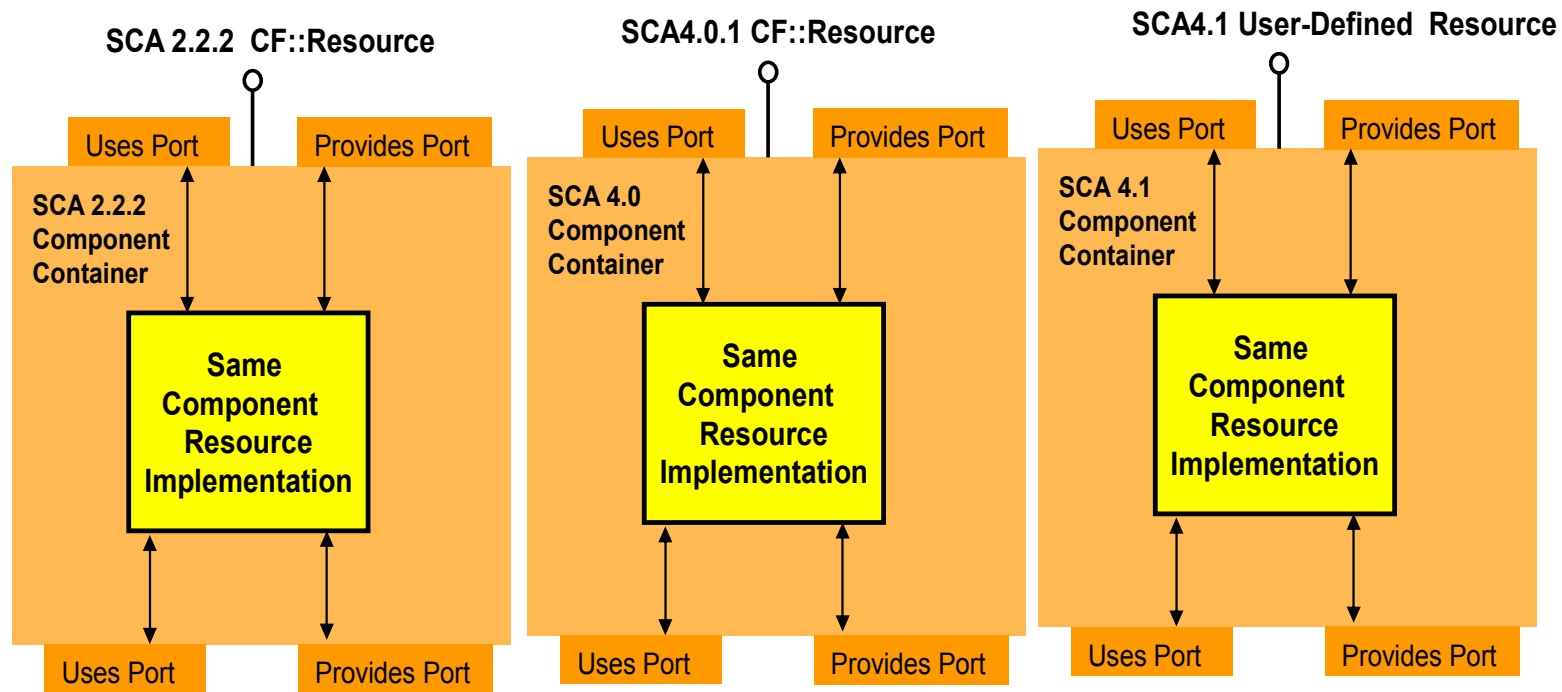 SCA 2.2.2 CF::Resource
Uses Port
Provides Port
SCA 2.2.2
Component
Container
Same
Component
Resource
Implementation
Uses Port
Provides Port
SCA4.0.1 CF::Resource
Uses Port
Provides Port
SCA 4.0
Component
Container
Same
Component
Resource
Implementation
Uses Port
Provides Port
SCA4.1 User-Defined Resource
Uses Port
Provides Port
SCA 4.1
Component
Container
Same
Component
Resource
Implementation
Uses Port
Provides Port